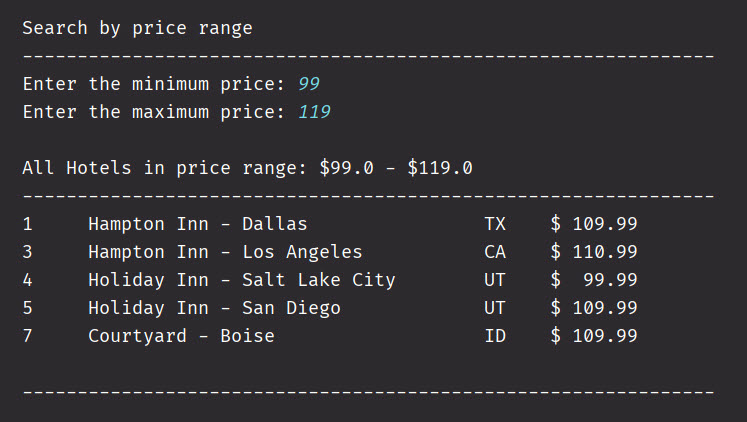 Search by price range
---------------------------------------------------------------
Enter the minimum price: 99
Enter the maximum price: 119
All Hotels in price range: $99.0 - $119.0
---------------------------------------------------------------
1     Hampton Inn - Dallas                TX    $ 109.99
3     Hampton Inn - Los Angeles           CA    $ 110.99
4     Holiday Inn - Salt Lake City        UT    $  99.99
5     Holiday Inn - San Diego             UT    $ 109.99
7     Courtyard - Boise                   ID    $ 109.99
---------------------------------------------------------------